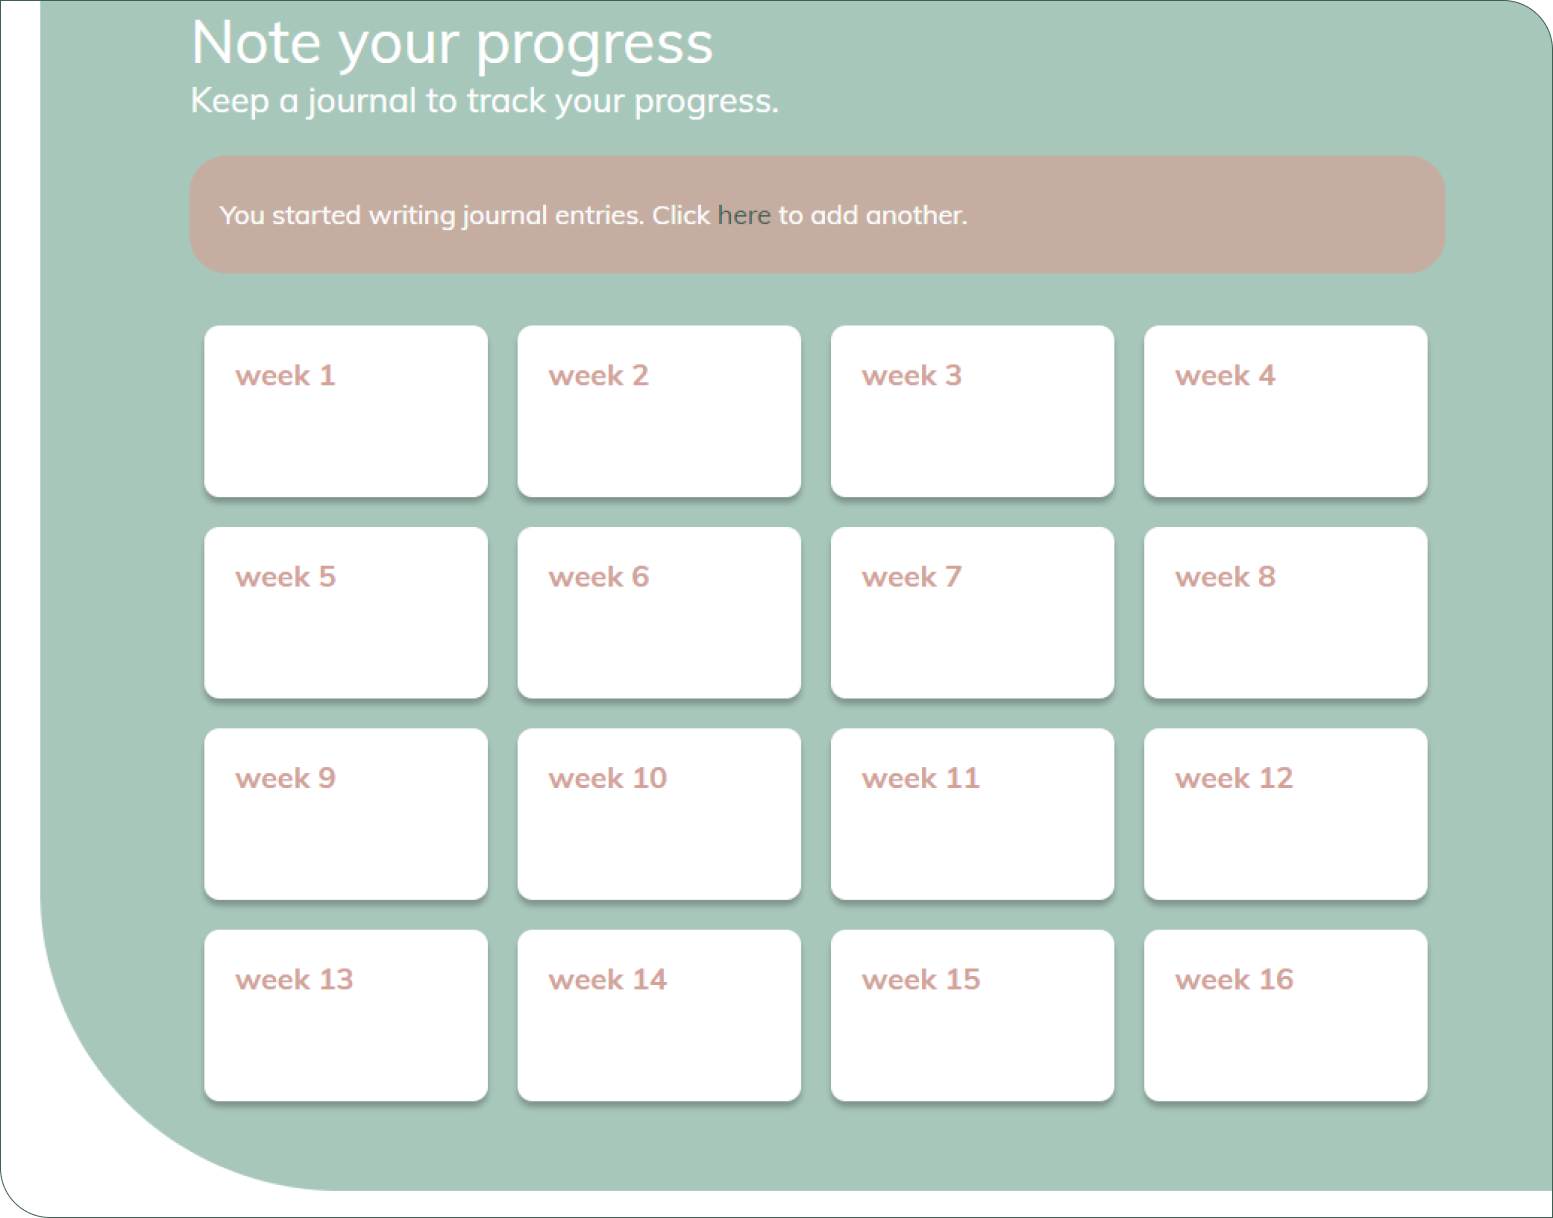 Note your progress
Keep a journal to track your progress.
You started writing journal entries. Click here to add another.
week 1
week 2
week 3
week 4
week 5
week 6
week 7
week 8
week 9
week 10
week 11
week 12
week 13
week 14
week 15
week 16